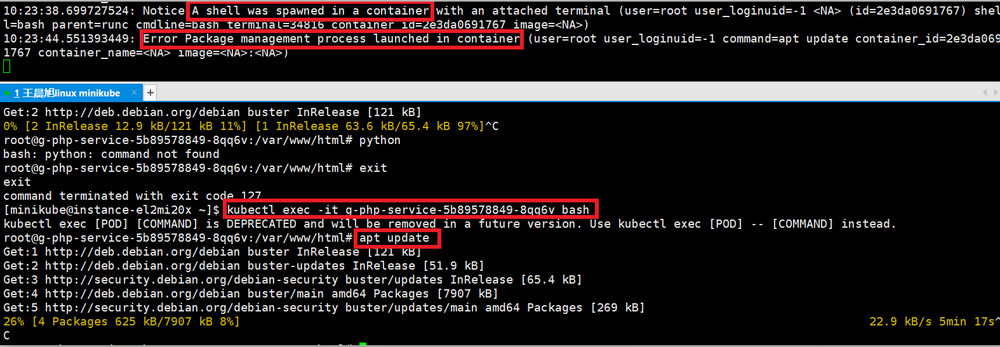 10:23:38.699727524: Notice A shell was spawned in a container with an attached terminal (user=root user_loginuid=-1 <NA> (id=2e3da0691767) shel
l=bash parent=runc cmdline=bash terminal=34816 container_id=2e3da0691767 image=<NA>)
10:23:44.551393449: Error Package management process launched in container (user=root user_loginuid=-1 command=apt update container_id=2e3da069
1767 container_name=<NA> image=<NA>:<NA>)
1 王晨旭linux minikube × +
Get:2 http://deb.debian.org/debian buster InRelease [121 kB]
0% [2 InRelease 12.9 kB/121 kB 11%] [1 InRelease 63.6 kB/65.4 kB 97%]^C
root@g-php-service-5b89578849-8qq6v:/var/www/html# python
bash: python: command not found
root@g-php-service-5b89578849-8qq6v:/var/www/html# exit
exit
command terminated with exit code 127
[minikube@instance-el2mi20x ~]$ kubectl exec -it g-php-service-5b89578849-8qq6v bash
kubectl exec [POD] [COMMAND] is DEPRECATED and will be removed in a future version. Use kubectl exec [POD] -- [COMMAND] instead.
root@g-php-service-5b89578849-8qq6v:/var/www/html# apt update
Get:1 http://deb.debian.org/debian buster InRelease [121 kB]
Get:2 http://deb.debian.org/debian buster-updates InRelease [51.9 kB]
Get:3 http://security.debian.org/debian-security buster/updates InRelease [65.4 kB]
Get:4 http://deb.debian.org/debian buster/main amd64 Packages [7907 kB]
Get:5 http://security.debian.org/debian-security buster/updates/main amd64 Packages [269 kB]
26% [4 Packages 625 kB/7907 kB 8%] 22.9 kB/s 5min 17s^
C